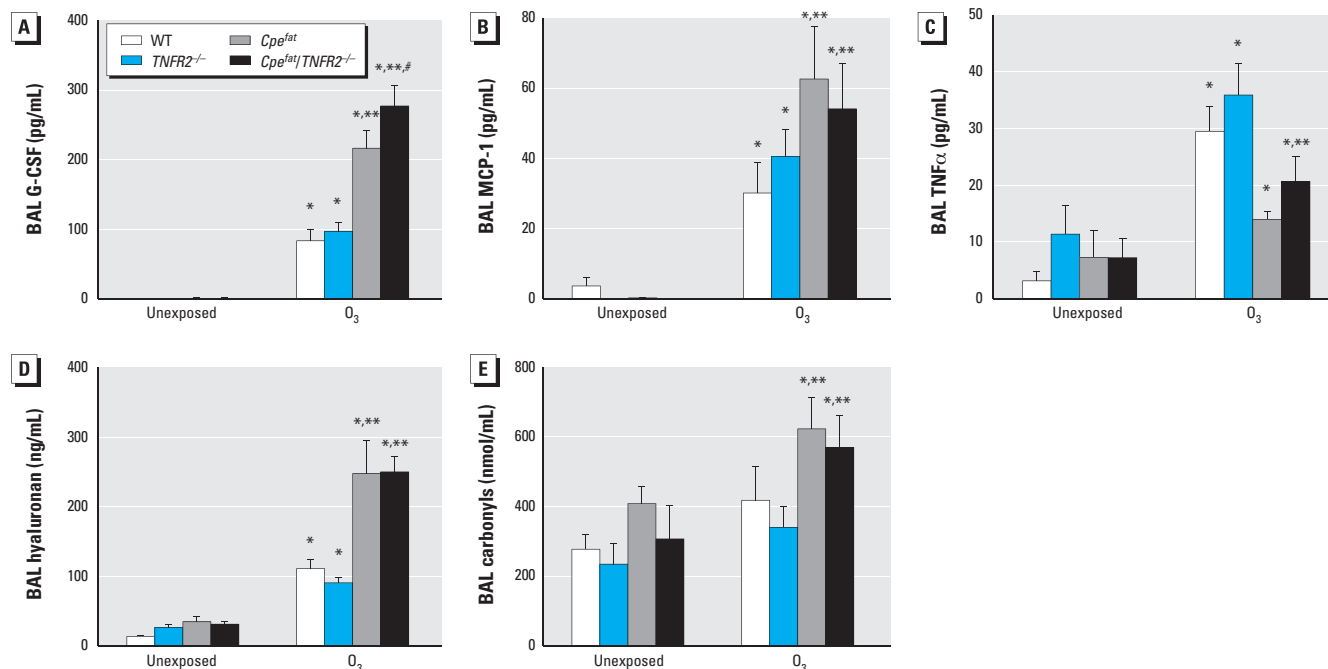 A
BAL G-CSF (pg/mL)
400
300
200
100
0
WT
TNFR2–/–
Cpefat
Cpefat/TNFR2–/–
*
*
*,**
*,**,#
Unexposed
O3
B
BAL MCP-1 (pg/mL)
80
60
40
20
0
*
*
*,**
*,**
Unexposed
O3
C
BAL TNFα (pg/mL)
50
40
30
20
10
0
*
*
*
*,**
Unexposed
O3
D
BAL hyaluronan (ng/mL)
400
300
200
100
0
*
*
*,**
*,**
Unexposed
O3
E
BAL carbonyls (nmol/mL)
800
600
400
200
0
*,**
*,**
Unexposed
O3